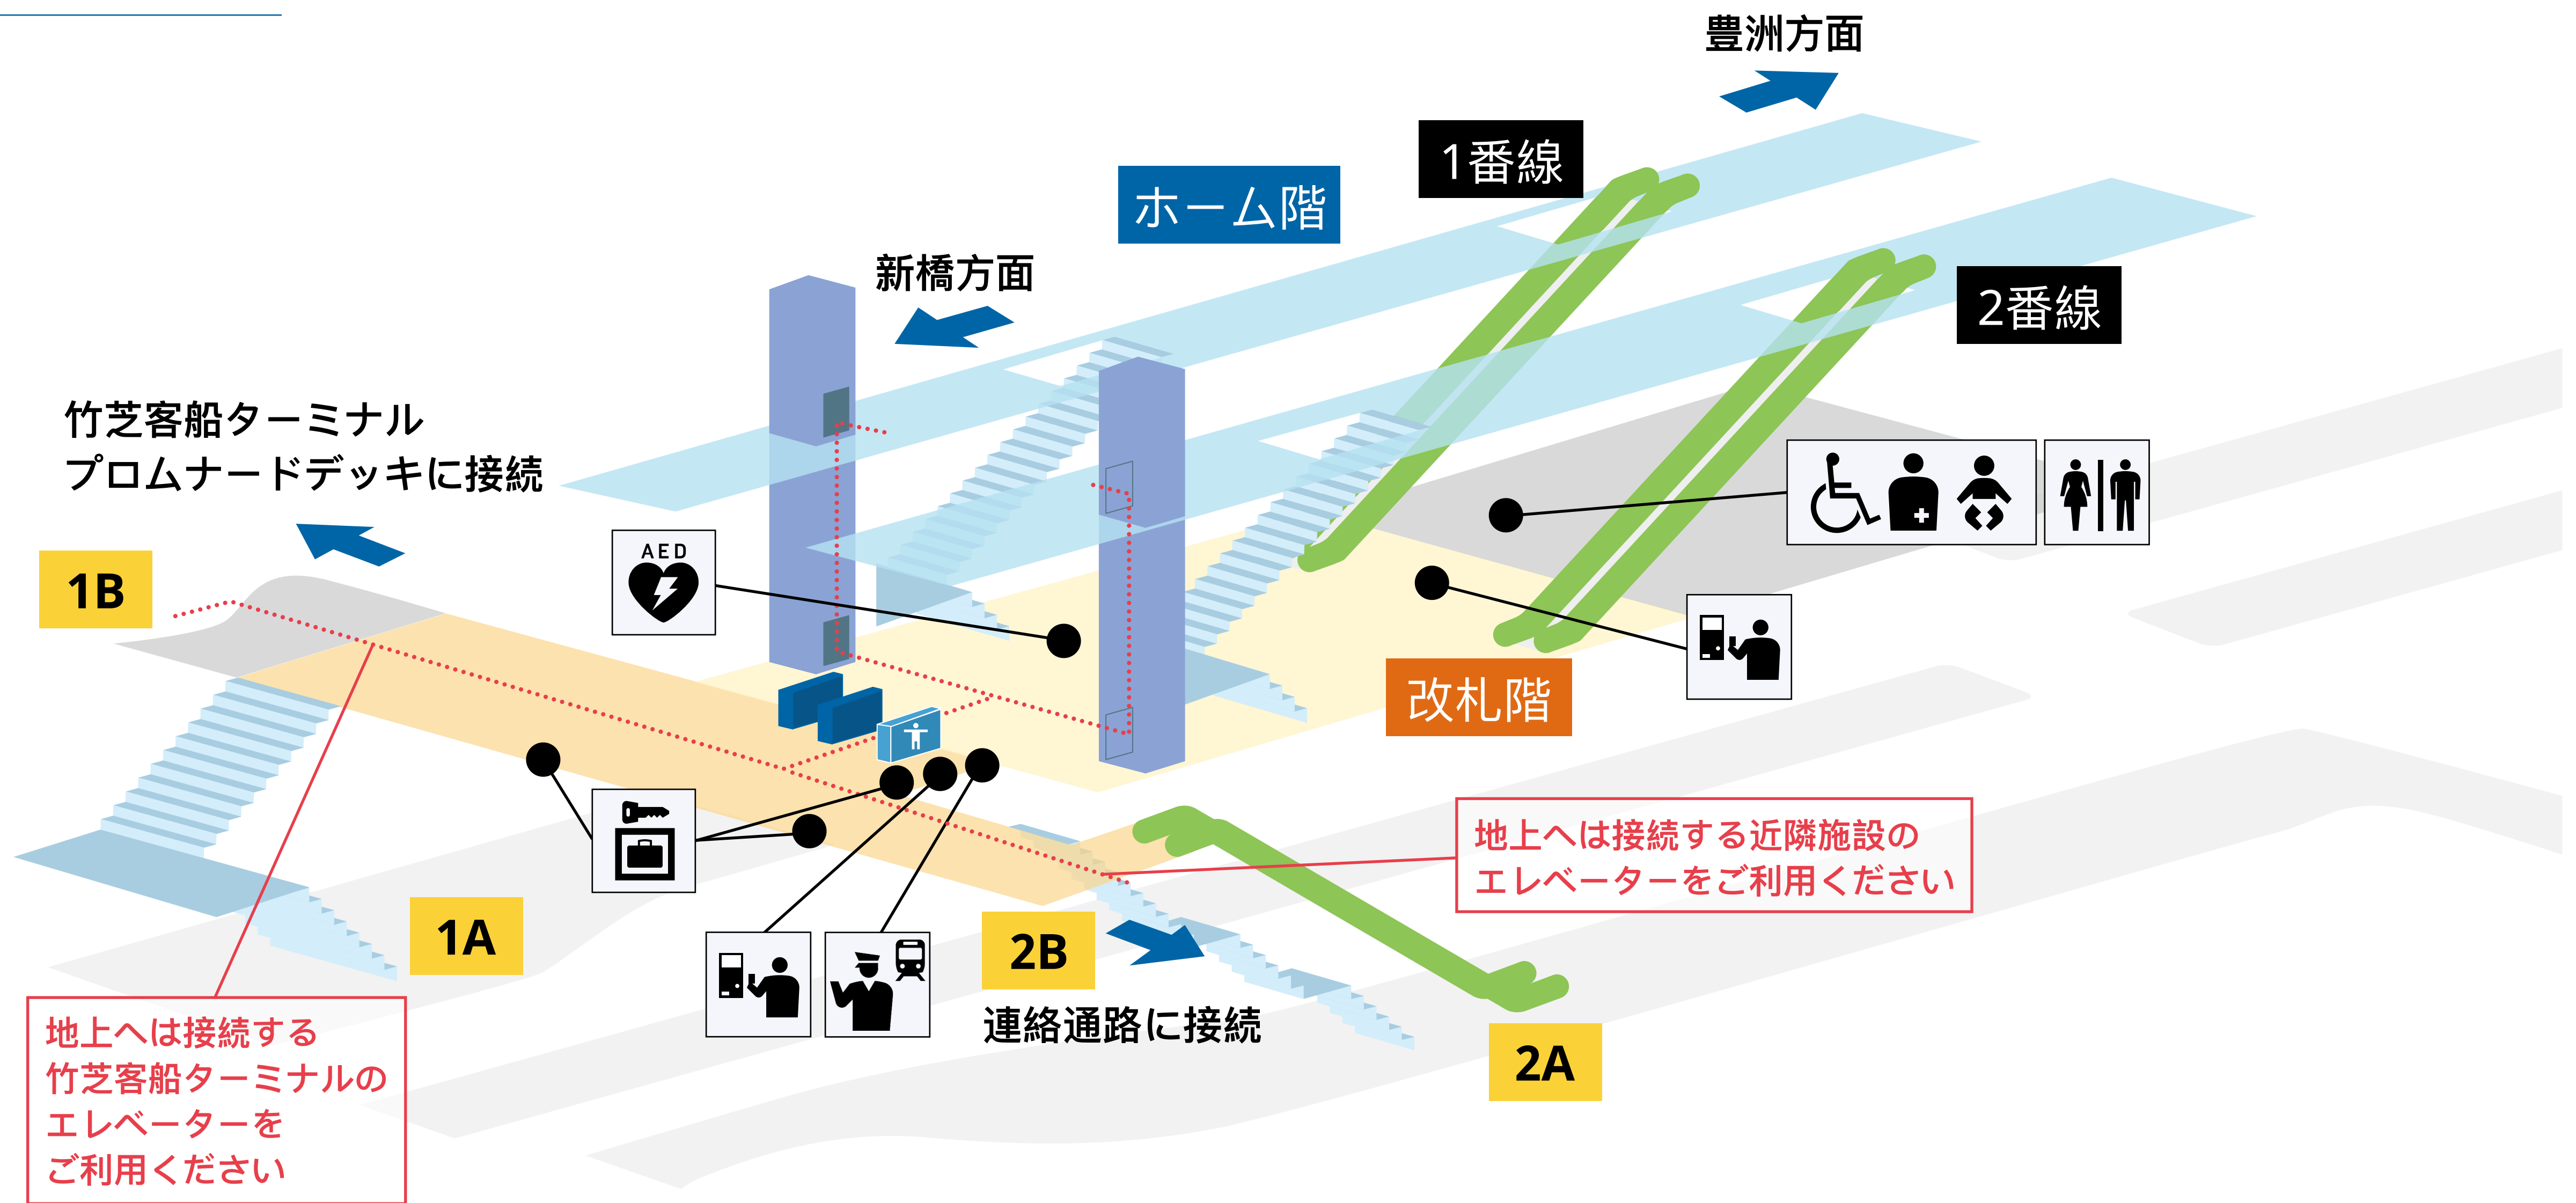 豊洲方面
1番線
ホーム階
新橋方面
2番線
竹芝客船ターミナル
プロムナードデッキに接続
AED
1B
改札階
地上へは接続する近隣施設の
エレベーターをご利用ください
1A
2B
連絡通路に接続
2A
地上へは接続する
竹芝客船ターミナルの
エレベーターを
ご利用ください